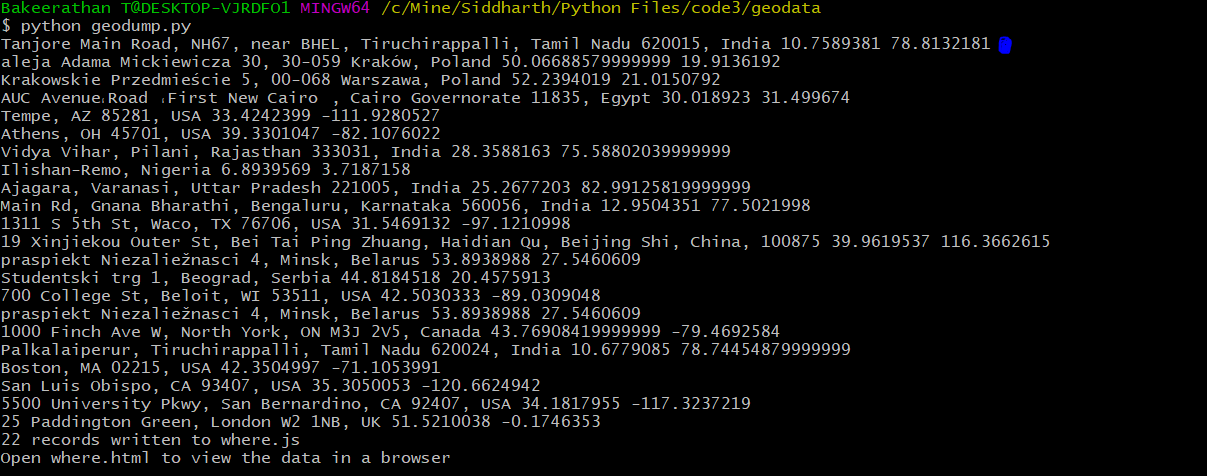 Bakeerathan T@DESKTOP-VJRDFO1 MINGW64 /c/Mine/Siddharth/Python Files/code3/geodata
$ python geodump.py
Tanjore Main Road, NH67, near BHEL, Tiruchirappalli, Tamil Nadu 620015, India 10.7589381 78.8132181
aleja Adama Mickiewicza 30, 30-059 Kraków, Poland 50.06688579999999 19.9136192
Krakowskie Przedmieście 5, 00-068 Warszawa, Poland 52.2394019 21.0150792
AUC Avenue Road  First New Cairo  , Cairo Governorate 11835, Egypt 30.018923 31.499674
Tempe, AZ 85281, USA 33.4242399 -111.9280527
Athens, OH 45701, USA 39.3301047 -82.1076022
Vidya Vihar, Pilani, Rajasthan 333031, India 28.3588163 75.58802039999999
Ilishan-Remo, Nigeria 6.8939569 3.7187158
Ajagara, Varanasi, Uttar Pradesh 221005, India 25.2677203 82.99125819999999
Main Rd, Gnana Bharathi, Bengaluru, Karnataka 560056, India 12.9504351 77.5021998
1311 S 5th St, Waco, TX 76706, USA 31.5469132 -97.1210998
19 Xinjiekou Outer St, Bei Tai Ping Zhuang, Haidian Qu, Beijing Shi, China, 100875 39.9619537 116.3662615
praspiekt Niezaliežnasci 4, Minsk, Belarus 53.8938988 27.5460609
Studentski trg 1, Beograd, Serbia 44.8184518 20.4575913
700 College St, Beloit, WI 53511, USA 42.5030333 -89.0309048
praspiekt Niezaliežnasci 4, Minsk, Belarus 53.8938988 27.5460609
1000 Finch Ave W, North York, ON M3J 2V5, Canada 43.76908419999999 -79.4692584
Palkalaiperur, Tiruchirappalli, Tamil Nadu 620024, India 10.6779085 78.74454879999999
Boston, MA 02215, USA 42.3504997 -71.1053991
San Luis Obispo, CA 93407, USA 35.3050053 -120.6624942
5500 University Pkwy, San Bernardino, CA 92407, USA 34.1817955 -117.3237219
25 Paddington Green, London W2 1NB, UK 51.5210038 -0.1746353
22 records written to where.js
Open where.html to view the data in a browser